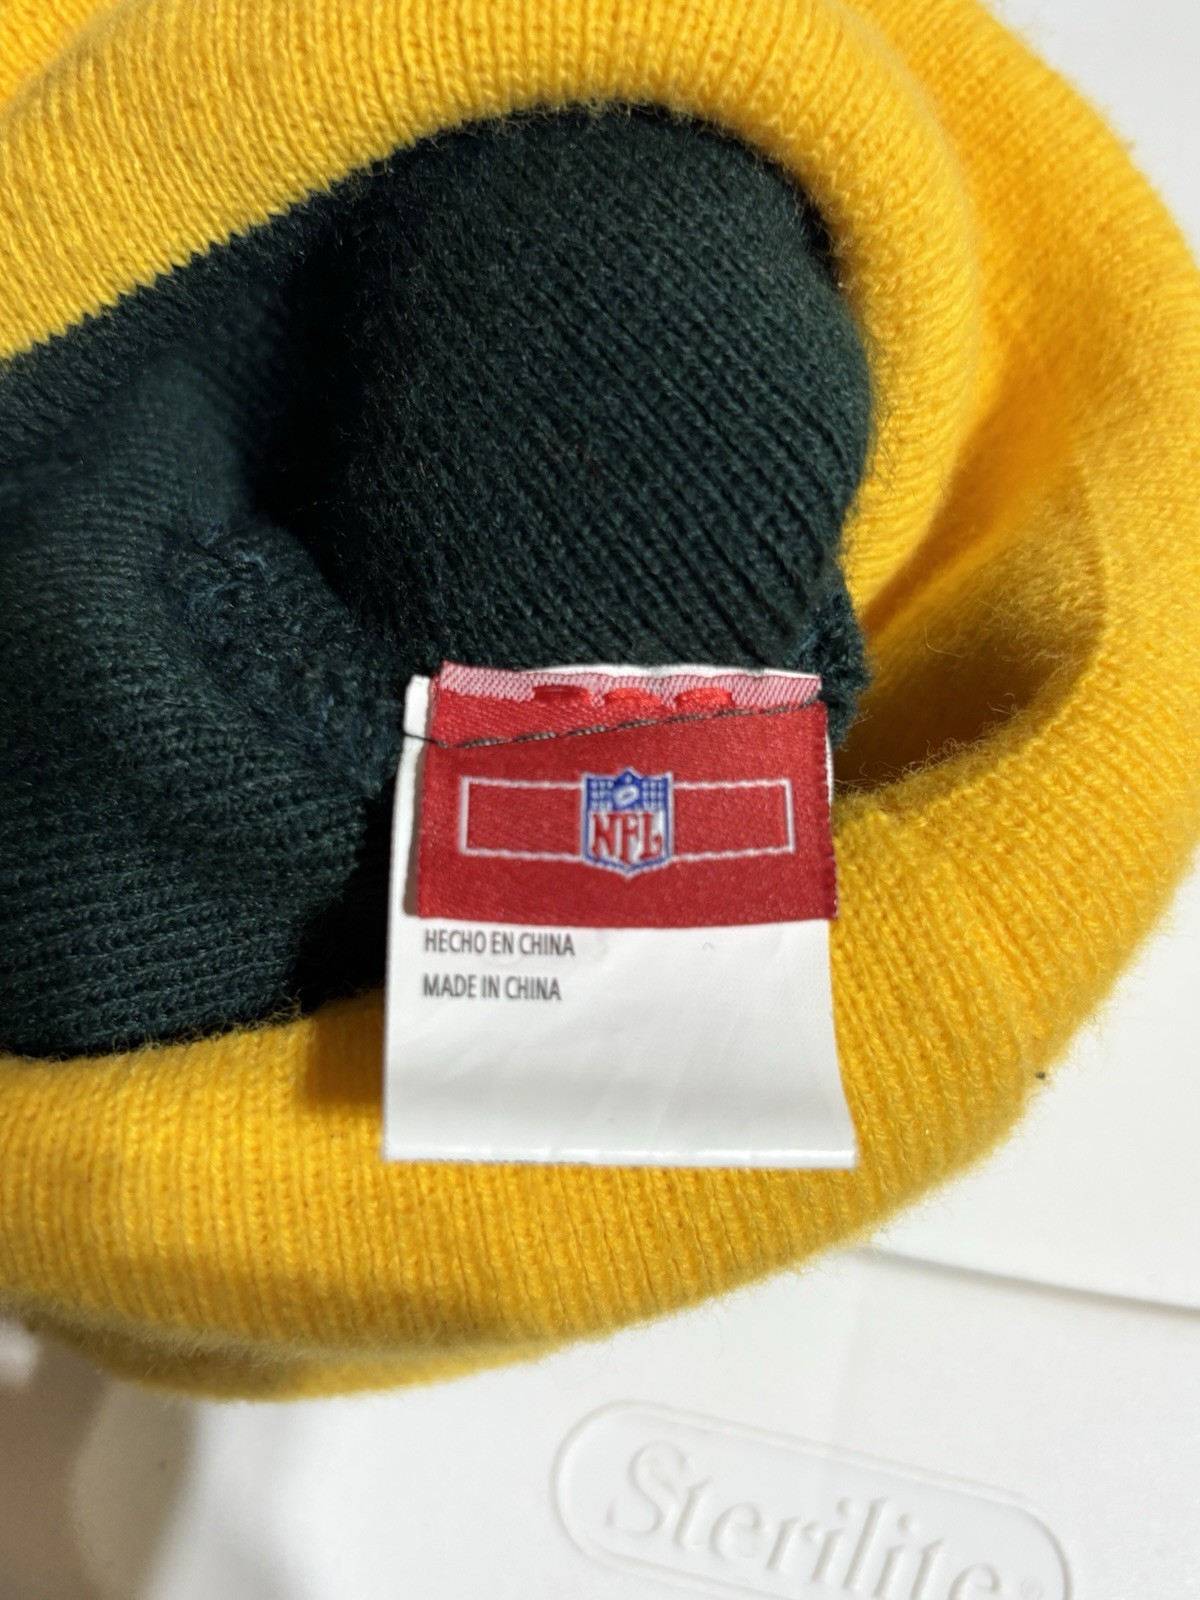 NFL
HECHO EN CHINA
MADE IN CHINA
Sterilite